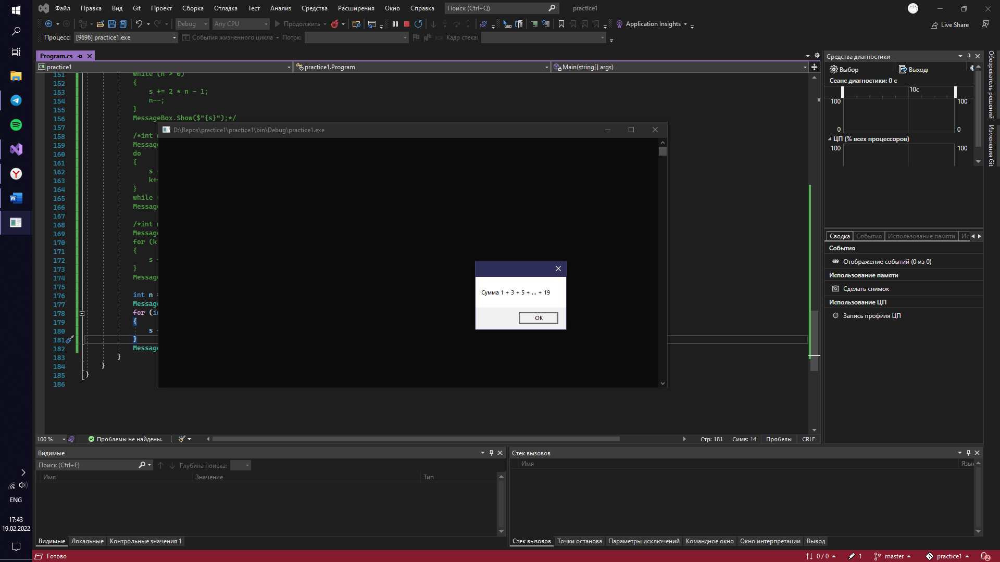 Файл Правка Вид Git Проект Сборка Отладка Тест Анализ Средства Расширения Окно Справка Поиск (Ctrl+Q) practice1
Debug Any CPU Продолжить Application Insights Live Share
Процесс: [9696] practice1.exe События жизненного цикла Поток: Кадр стека:
Program.cs
practice1 practice1.Program Main(string[] args)
151 while (n > 0)
152 {
153 s += 2 * n - 1;
154 n--;
155 }
156 MessageBox.Show($"{s}");*/
157
158 /*int
159 Message
160 do
161 {
162 s
163 k+
164 }
165 while (
166 Message
167
168 /*int
169 Message
170 for (k
171 {
172 s
173 }
174 Message
175
176 int n =
177 Message
178 for (in
179 {
180 s
181 }
182 Message
183 }
184 }
185 }
186
D:\Repos\practice1\practice1\bin\Debug\practice1.exe
Сумма 1 + 3 + 5 + ... + 19
OK
100 % Проблемы не найдены. Стр: 181 Симв: 14 Пробелы CRLF
Средства диагностики
Выбор Выходı
Сеанс диагностики: 0 с
10с
100 100
0 0
ЦП (% всех процессоров)
100 100
Сводка События Использование памяти Ис
События
Отображение событий (0 из 0)
Использование памяти
Сделать снимок
Использование ЦП
Запись профиля ЦП
Обозреватель решений
Изменения Git
Видимые
Поиск (Ctrl+E) Глубина поиска:
Имя Значение Тип
Видимые Локальные Контрольные значения 1
Стек вызовов
Имя Язык
Стек вызовов Точки останова Параметры исключений Командное окно Окно интерпретации Вывод
Готово 0 / 0 1 master practice1 2
ENG
17:43
19.02.2022